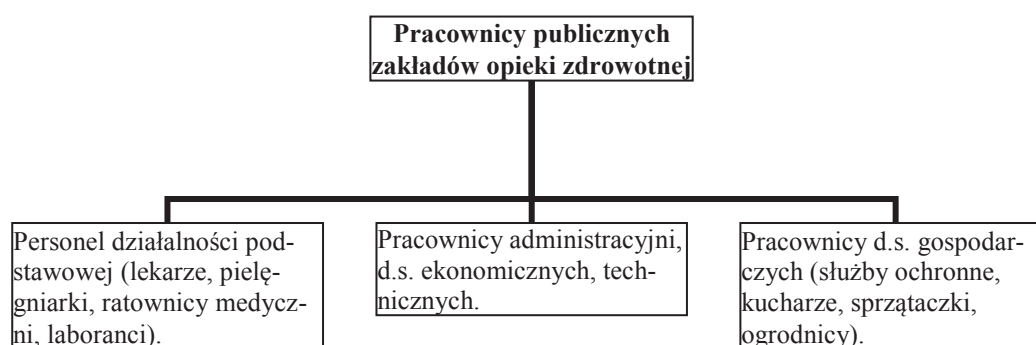 Pracownicy publicznych
zakładów opieki zdrowotnej
Personel działalności pod-
stawowej (lekarze, pielę-
gniarki, ratownicy medycz-
ni, laboranci).
Pracownicy administracyjni,
d.s. ekonomicznych, tech-
nicznych.
Pracownicy d.s. gospodar-
czych (służby ochronne,
kucharze, sprzątaczki,
ogrodnicy).